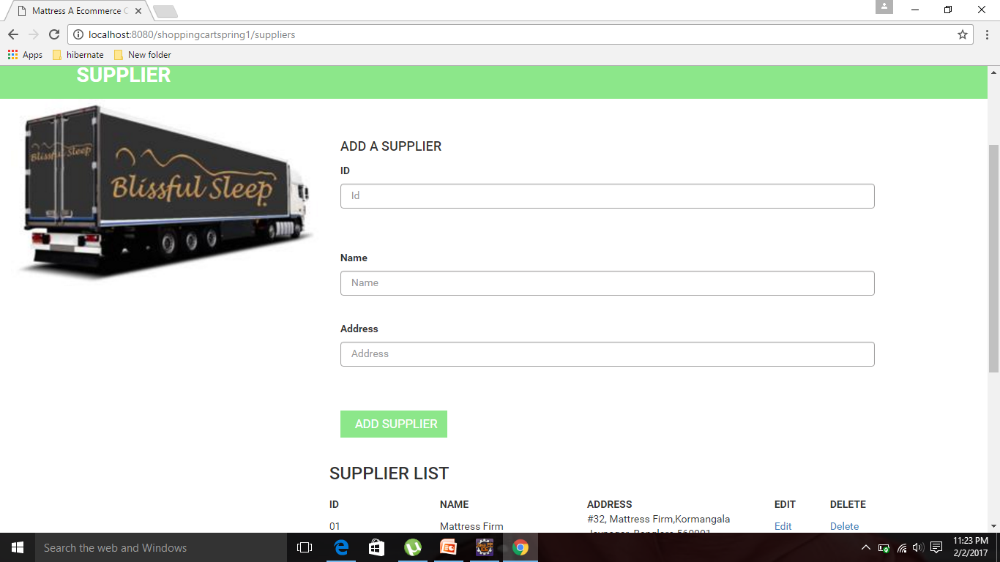 Mattress A Ecommerce C
localhost:8080/shoppingcartspring1/suppliers
Apps hibernate New folder
SUPPLIER
Blissful Sleep
Blissful Sleep
ADD A SUPPLIER
ID
Id
Name
Name
Address
Address
ADD SUPPLIER
SUPPLIER LIST
ID NAME ADDRESS EDIT DELETE
#32, Mattress Firm,Kormangala
01 Mattress Firm Edit Delete
Search the web and Windows
11:23 PM
2/2/2017